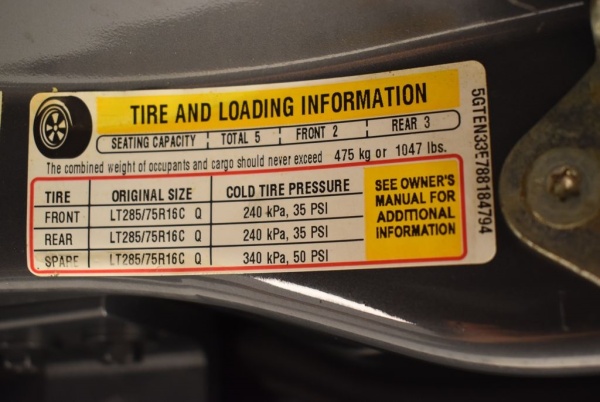 TIRE AND LOADING INFORMATION
SEATING CAPACITY TOTAL 5 FRONT 2 REAR 3
The combined weight of occupants and cargo should never exceed 475 kg or 1047 lbs.
TIRE ORIGINAL SIZE COLD TIRE PRESSURE
FRONT LT285/75R16C Q 240 kPa, 35 PSI
REAR LT285/75R16C Q 240 kPa, 35 PSI
SPARE LT285/75R16C Q 340 kPa, 50 PSI
SEE OWNER'S
MANUAL FOR
ADDITIONAL
INFORMATION
5GTEN33E788184794